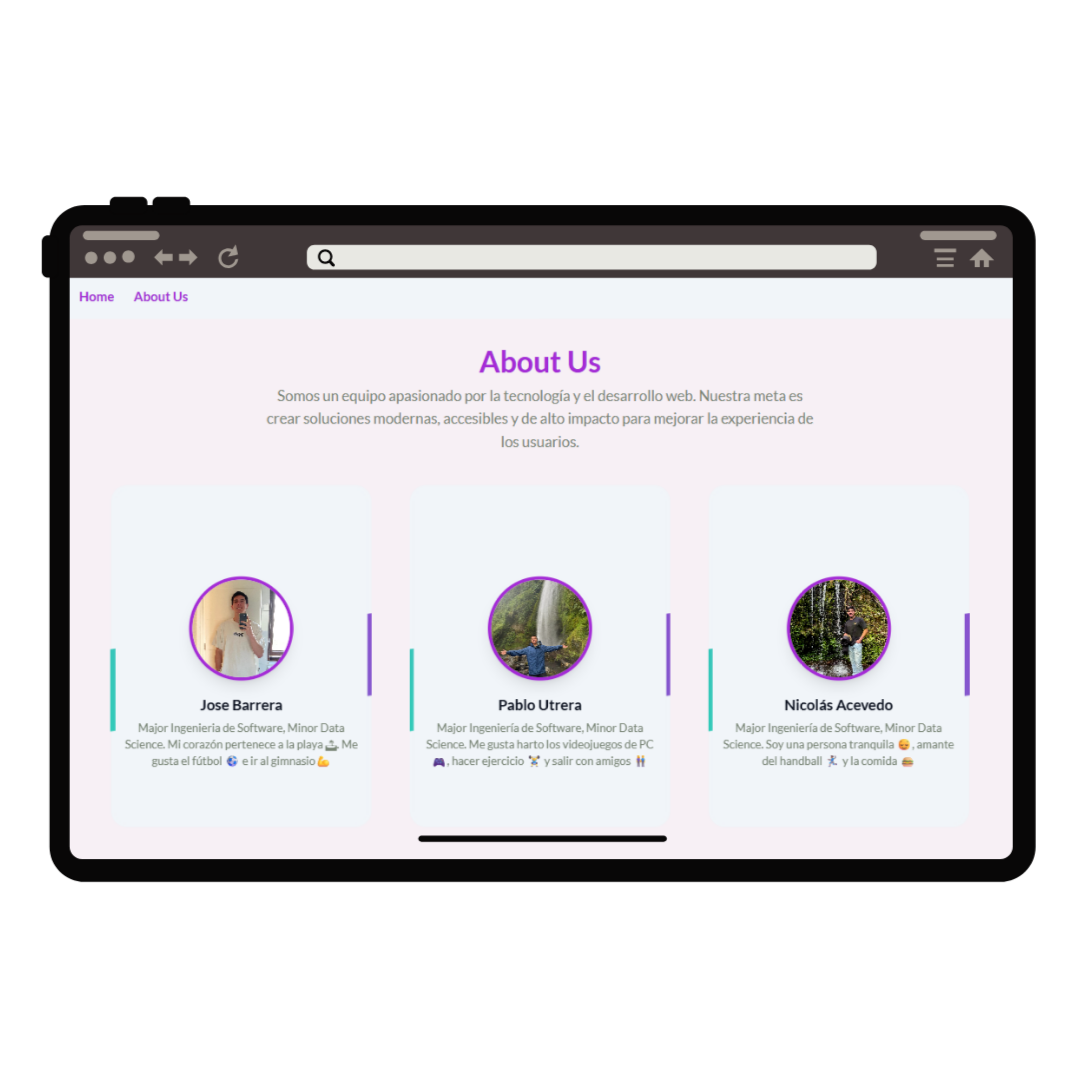 Home About Us
About Us
Somos un equipo apasionado por la tecnología y el desarrollo web. Nuestra meta es
crear soluciones modernas, accesibles y de alto impacto para mejorar la experiencia de
los usuarios.
Jose Barrera
Major Ingeniería de Software, Minor Data
Science. Mi corazón pertenece a la playa 🏝️. Me
gusta el fútbol ⚽ e ir al gimnasio 💪
Pablo Utrera
Major Ingeniería de Software, Minor Data
Science. Me gusta harto los videojuegos de PC
🎮, hacer ejercicio 🏋️ y salir con amigos 👬
Nicolás Acevedo
Major Ingeniería de Software, Minor Data
Science. Soy una persona tranquila 😊 , amante
del handball 🤾 y la comida 🍔